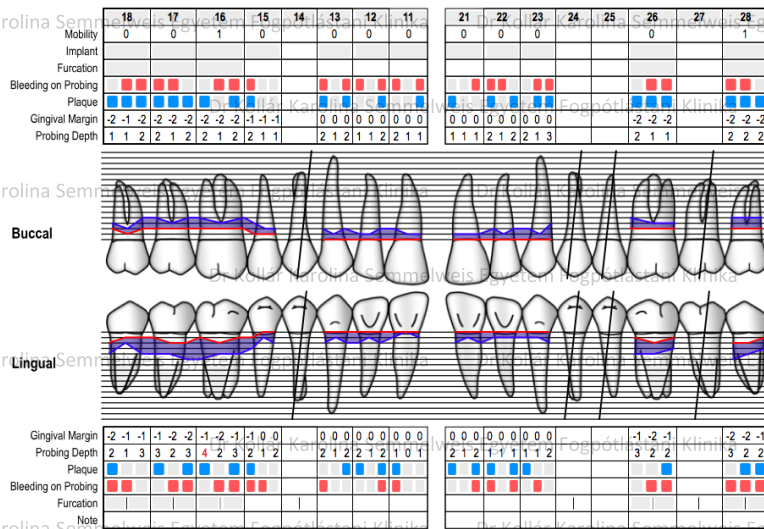 18 17 16 15 14 13 12 11 21 22 23 24 25 26 27 28
Mobility 0 0 1 0 0 0 0 0 0 0 0 1
Implant
Furcation
Bleeding on Probing
Plaque
Gingival Margin -2 -1 -2 -2 -2 -2 -2 -2 -2 -1 -1 -1 0 0 0 0 0 0 0 0 0 0 0 0 0 0 0 0 0 0 -2 -2 -2 -2 -2 -2
Probing Depth 1 1 2 2 1 2 2 1 2 2 1 1 2 1 2 1 1 2 2 1 1 1 1 1 2 1 2 2 1 3 2 1 1 2 2 2
Buccal
Dr Kollár Karolina Semmelweis Egyetem Fogpótlástani Klinika
Lingual
Gingival Margin -2 -1 -1 -1 -2 -2 -1 -2 -1 -1 0 0 0 0 0 0 0 0 0 0 0 0 0 0 0 0 0 0 0 0 -1 -2 -2 -2 -2 -1
Probing Depth 2 1 3 3 2 3 4 2 3 2 1 2 2 1 2 2 1 2 1 0 1 2 1 2 1 1 1 2 1 2 3 2 2 3 2 2
Plaque
Bleeding on Probing
Furcation
Note